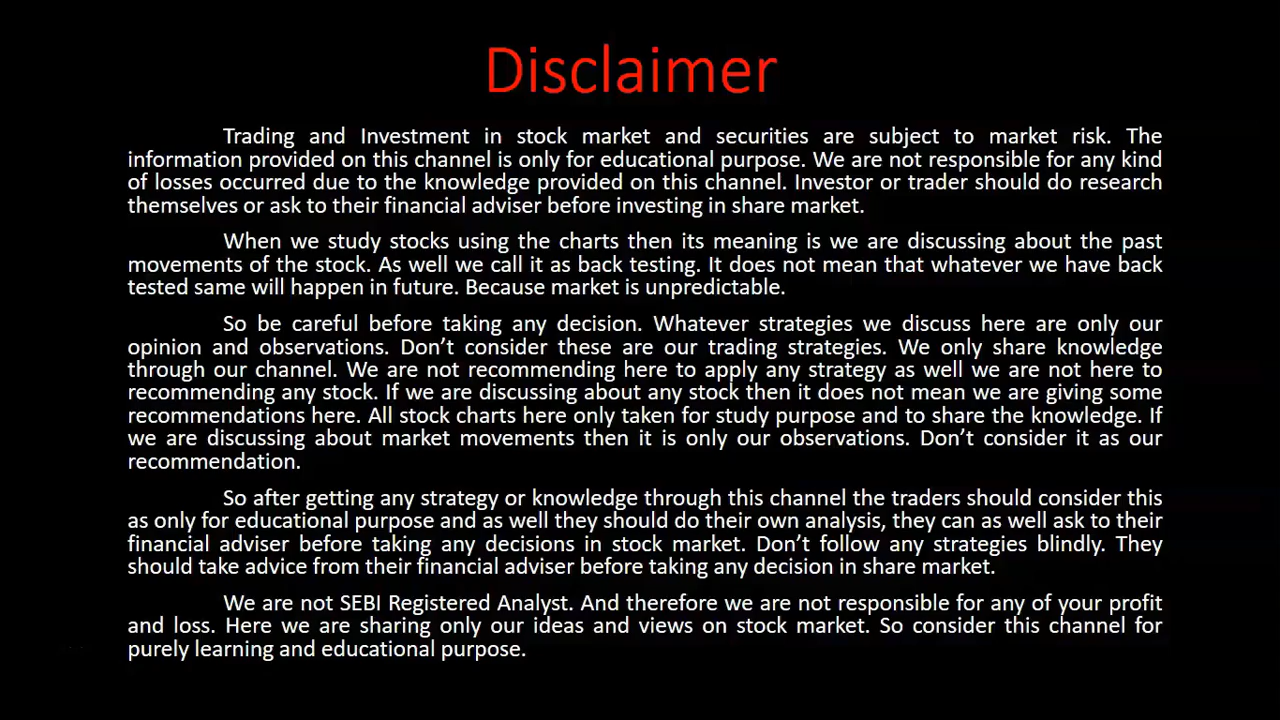 Disclaimer
Trading and Investment in stock market and securities are subject to market risk. The
information provided on this channel is only for educational purpose. We are not responsible for any kind
of losses occurred due to the knowledge provided on this channel. Investor or trader should do research
themselves or ask to their financial adviser before investing in share market.
When we study stocks using the charts then its meaning is we are discussing about the past
movements of the stock. As well we call it as back testing. It does not mean that whatever we have back
tested same will happen in future. Because market is unpredictable.
So be careful before taking any decision. Whatever strategies we discuss here are only our
opinion and observations. Don’t consider these are our trading strategies. We only share knowledge
through our channel. We are not recommending here to apply any strategy as well we are not here to
recommending any stock. If we are discussing about any stock then it does not mean we are giving some
recommendations here. All stock charts here only taken for study purpose and to share the knowledge. If
we are discussing about market movements then it is only our observations. Don’t consider it as our
recommendation.
So after getting any strategy or knowledge through this channel the traders should consider this
as only for educational purpose and as well they should do their own analysis, they can as well ask to their
financial adviser before taking any decisions in stock market. Don’t follow any strategies blindly. They
should take advice from their financial adviser before taking any decision in share market.
We are not SEBI Registered Analyst. And therefore we are not responsible for any of your profit
and loss. Here we are sharing only our ideas and views on stock market. So consider this channel for
purely learning and educational purpose.